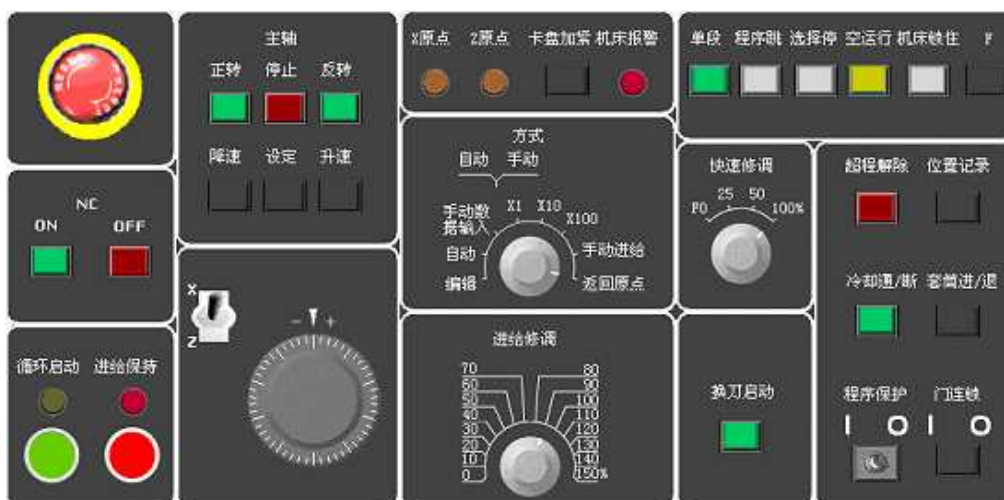 主轴
正转 停止 反转
降速 设定 升速
NC
ON OFF
循环启动 进给保持
X
Z
- +
X原点 Z原点 卡盘加紧 机床报警
方式
自动 手动
手动数
据输入
X1 X10
X100
自动
编辑
手动进给
返回原点
进给修调
70 80
60 90
50 100
40 110
30 120
20 130
10 140
0 150%
单段 程序跳 选择停 空运行 机床锁住
快速修调
F0 25 50 100%
换刀启动
超程解除 位置记录
冷却通/断 套筒进/退
程序保护 门连锁
I O I O